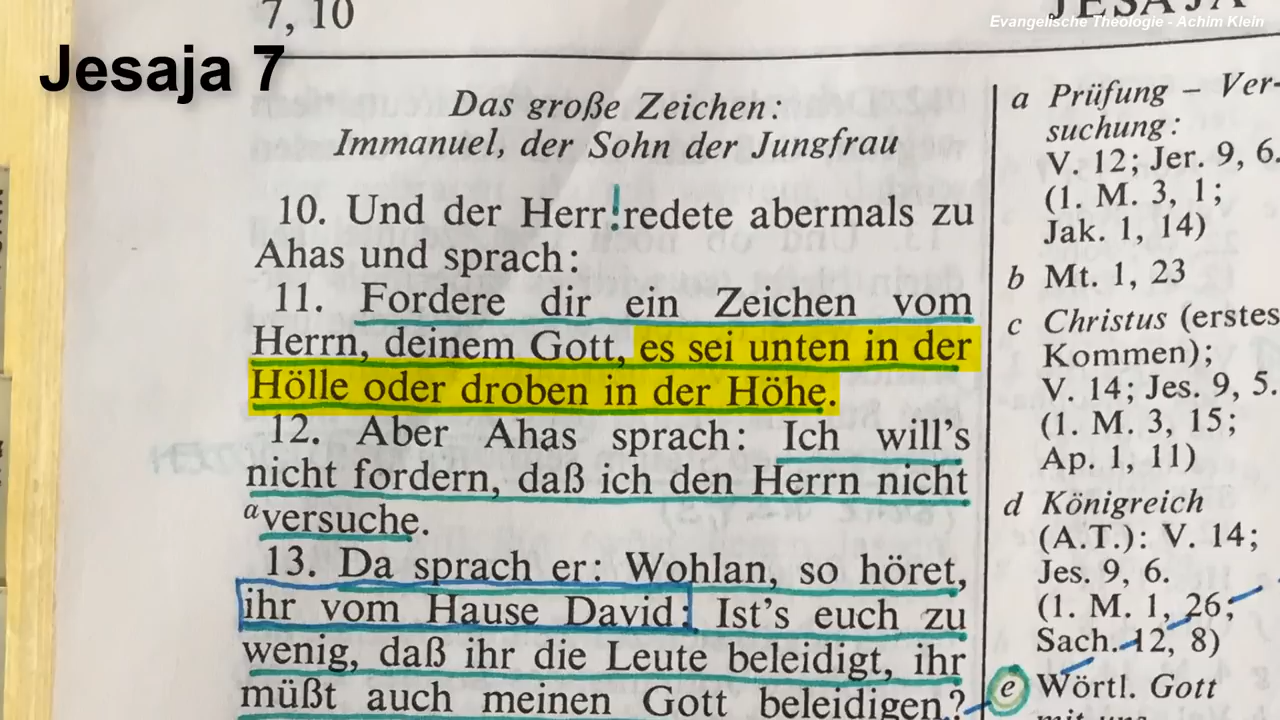 7, 10
JESAJA
Evangelische Theologie - Achim Klein
Jesaja 7
Das große Zeichen:
Immanuel, der Sohn der Jungfrau
10. Und der Herr redete abermals zu
Ahas und sprach:
11. Fordere dir ein Zeichen vom
Herrn, deinem Gott, es sei unten in der
Hölle oder droben in der Höhe.
12. Aber Ahas sprach: Ich will's
nicht fordern, daß ich den Herrn nicht
a versuche.
13. Da sprach er: Wohlan, so höret,
ihr vom Hause David: Ist's euch zu
wenig, daß ihr die Leute beleidigt, ihr
müßt auch meinen Gott beleidigen?
a Prüfung – Ver-
suchung:
V. 12; Jer. 9, 6.
(1. M. 3, 1;
Jak. 1, 14)
b Mt. 1, 23
c Christus (erstes
Kommen);
V. 14; Jes. 9, 5.
(1. M. 3, 15;
Ap. 1, 11)
d Königreich
(A.T.): V. 14;
Jes. 9, 6.
(1. M. 1, 26;
Sach. 12, 8)
e Wörtl. Gott
mit uns